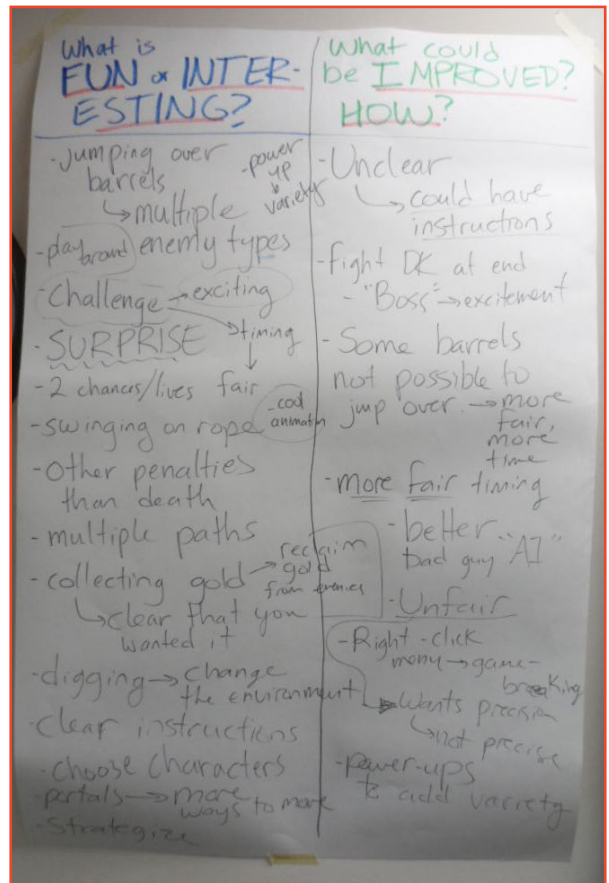 What is
FUN or INTER-
ESTING?
-jumping over
barrels
→multiple
enemy types
-power
up
variety
-play
around
-Challenge→exciting
→timing
-SURPRISE
-2 chances/lives fair
-swinging on rope
-cool
animation
-Other penalties
than death
-multiple paths
-collecting gold→reclaim
gold
from enemies
→clear that you
wanted it
-digging→change
the environment
-clear instructions
-choose characters
-portals→more
ways to move
-strategize
What could
be IMPROVED?
HOW?
-Unclear
→could have
instructions
-fight DK at end
-"Boss"→excitement
-Some barrels
not possible to
jmp over.→more
fair,
more
time
-more fair timing
-better
bad guy "AI"
-Unfair
-Right-click
menu→game-
breaking
→Wants precision
→not precise
-power-ups
to add variety